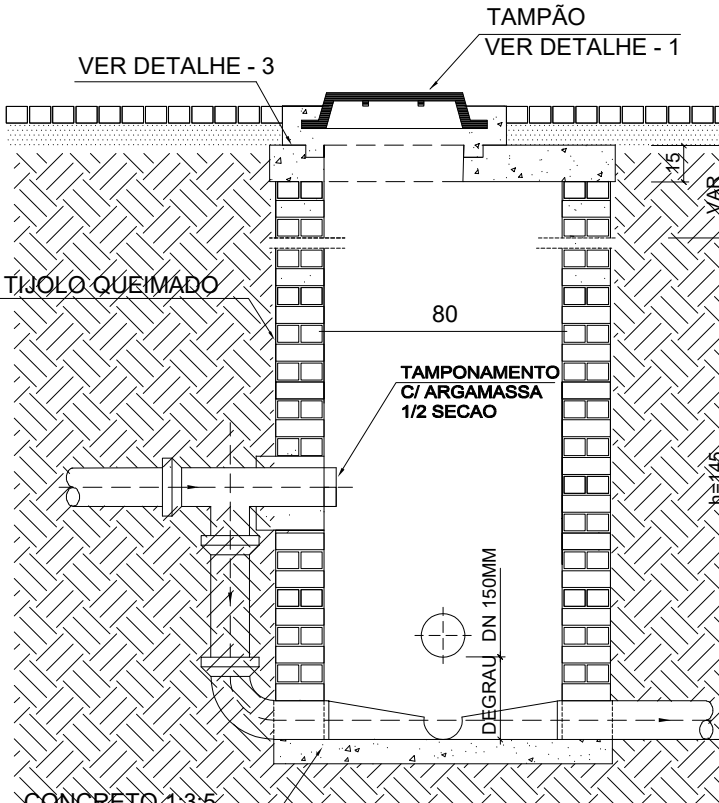 TAMPÃO
VER DETALHE - 1
VER DETALHE - 3
15
VAR
TIJOLO QUEIMADO
80
TAMPONAMENTO
C/ ARGAMASSA
1/2 SECAO
h=145
DEGRAU DN 150MM
CONCRETO 1:3:5